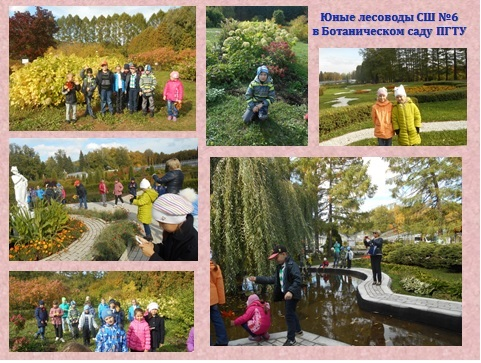 Юные лесоводы СШ №6
в Ботаническом саду ПГТУ